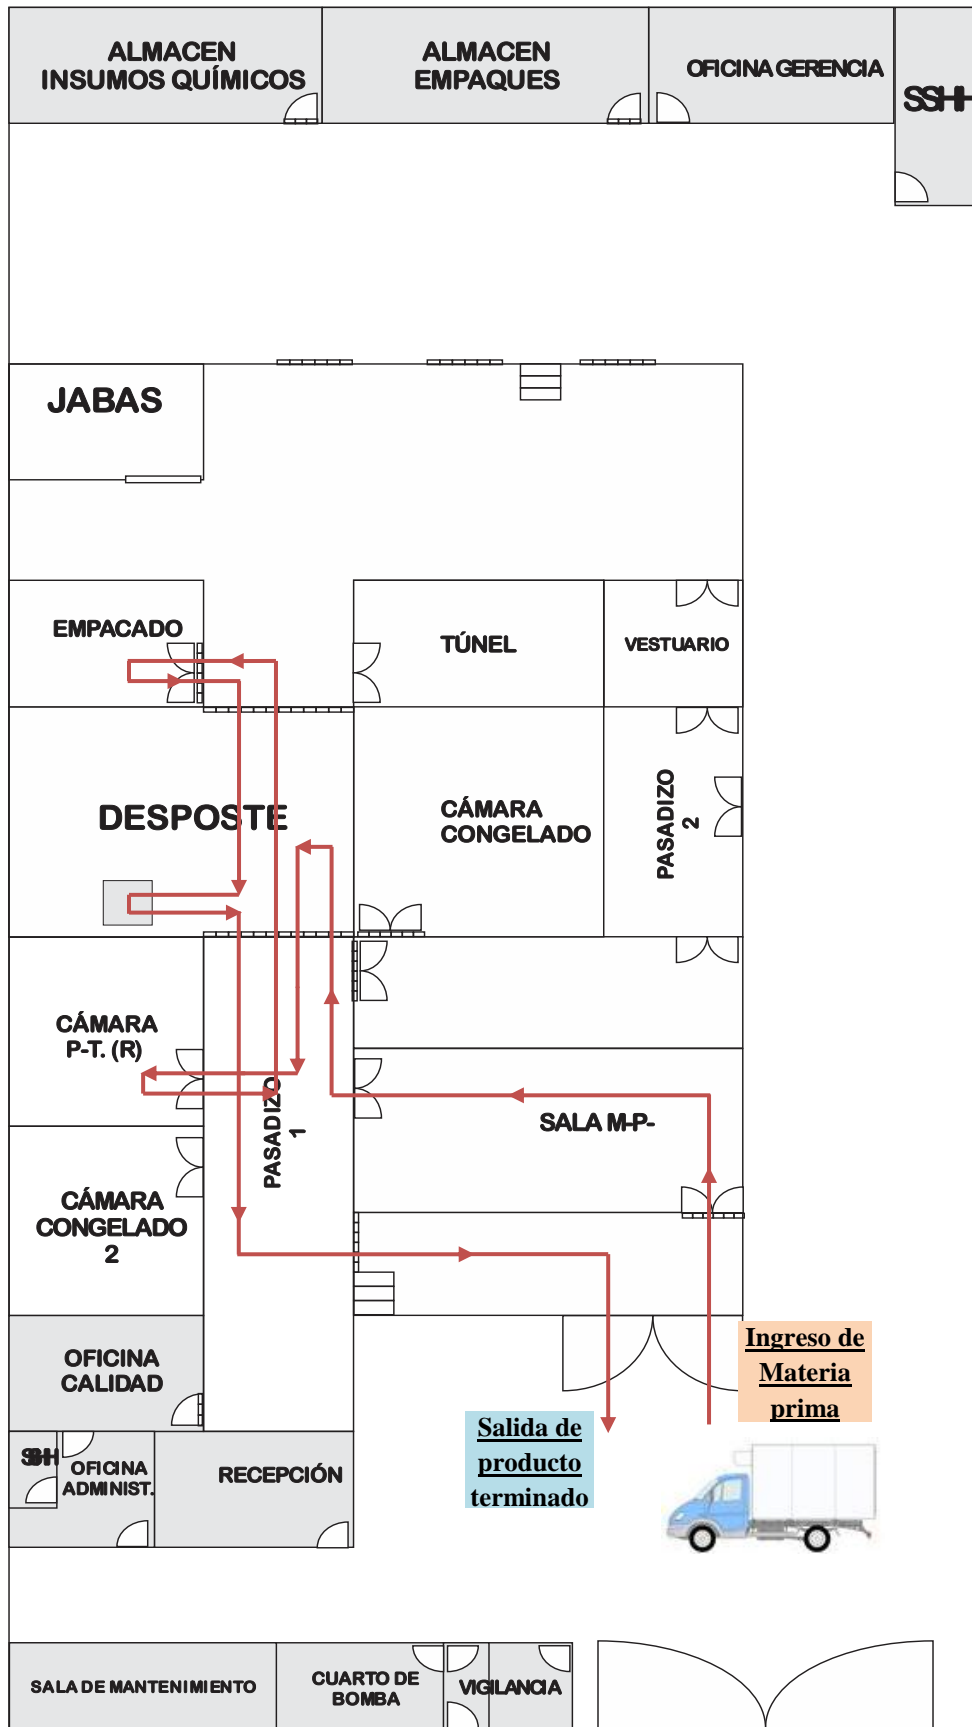 ALMACEN
INSUMOS QUÍMICOS
ALMACEN
EMPAQUES
OFICINA GERENCIA
SSHH
JABAS
EMPACADO
TÚNEL
VESTUARIO
DESPOSTE
CÁMARA
CONGELADO
PASADIZO
2
CÁMARA
P-T. (R)
PASADIZO
1
SALA M-P-
CÁMARA
CONGELADO
2
OFICINA
CALIDAD
Ingreso de
Materia
prima
Salida de
producto
terminado
SSHH
OFICINA
ADMINIST.
RECEPCIÓN
SALA DE MANTENIMIENTO
CUARTO DE
BOMBA
VIGILANCIA